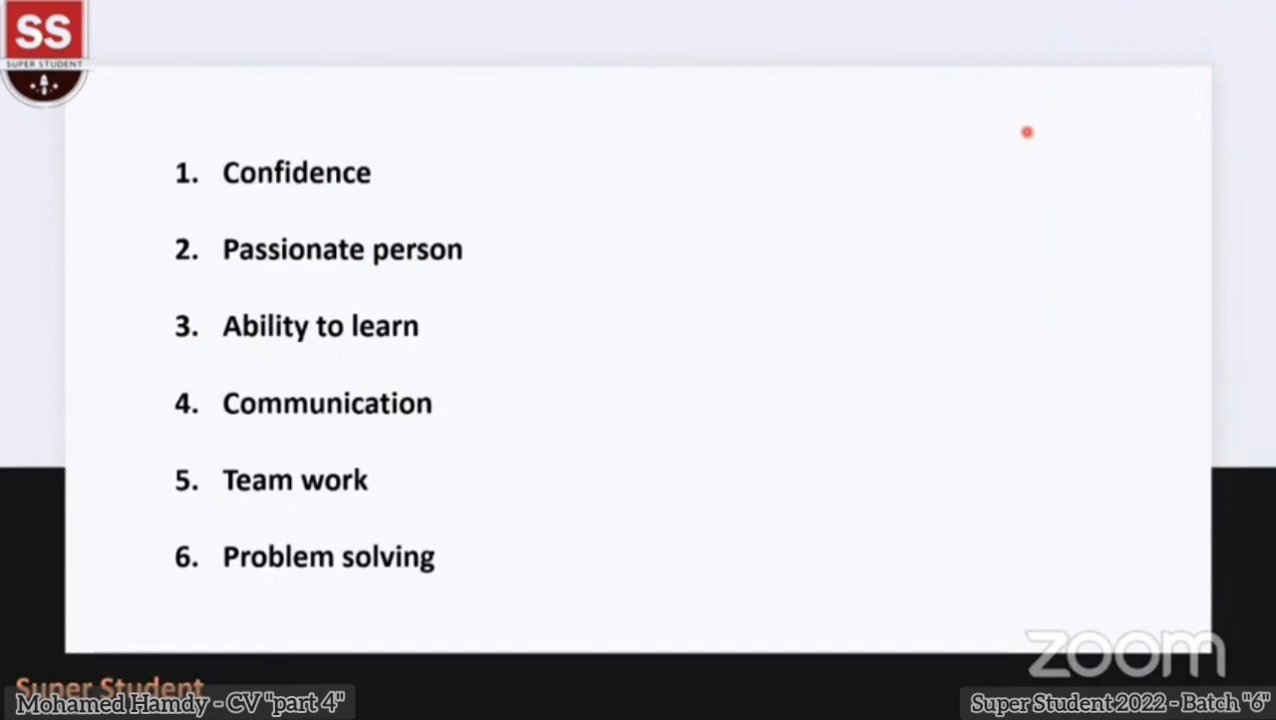 SS
SUPER STUDENT
1. Confidence
2. Passionate person
3. Ability to learn
4. Communication
5. Team work
6. Problem solving
zoom
Super Student
Mohamed Hamdy - CV "part 4"
Super Student 2022 - Batch "6"